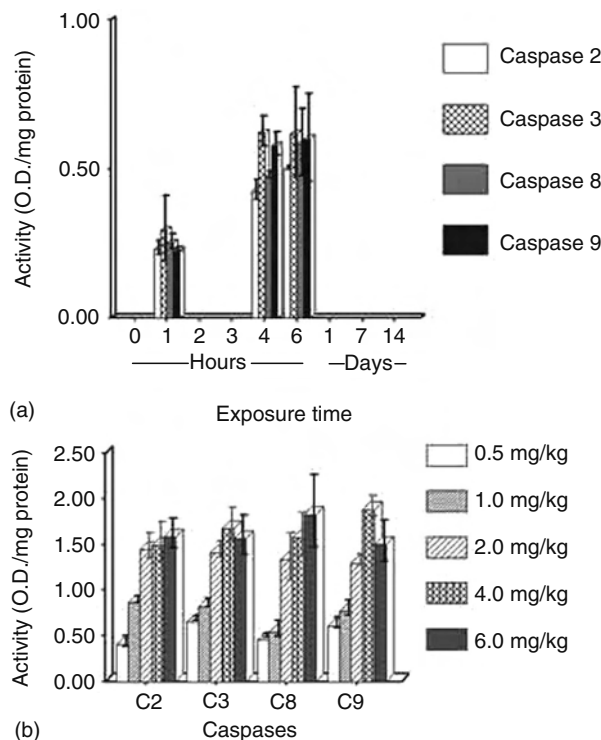 1.00
0.50
0.00
Activity (O.D./mg protein)
Caspase 2
Caspase 3
Caspase 8
Caspase 9
0 1 2 3 4 6 1 7 14
Hours Days
(a)
Exposure time
2.50
2.00
1.50
1.00
0.50
0.00
Activity (O.D./mg protein)
0.5 mg/kg
1.0 mg/kg
2.0 mg/kg
4.0 mg/kg
6.0 mg/kg
C2 C3 C8 C9
(b)
Caspases